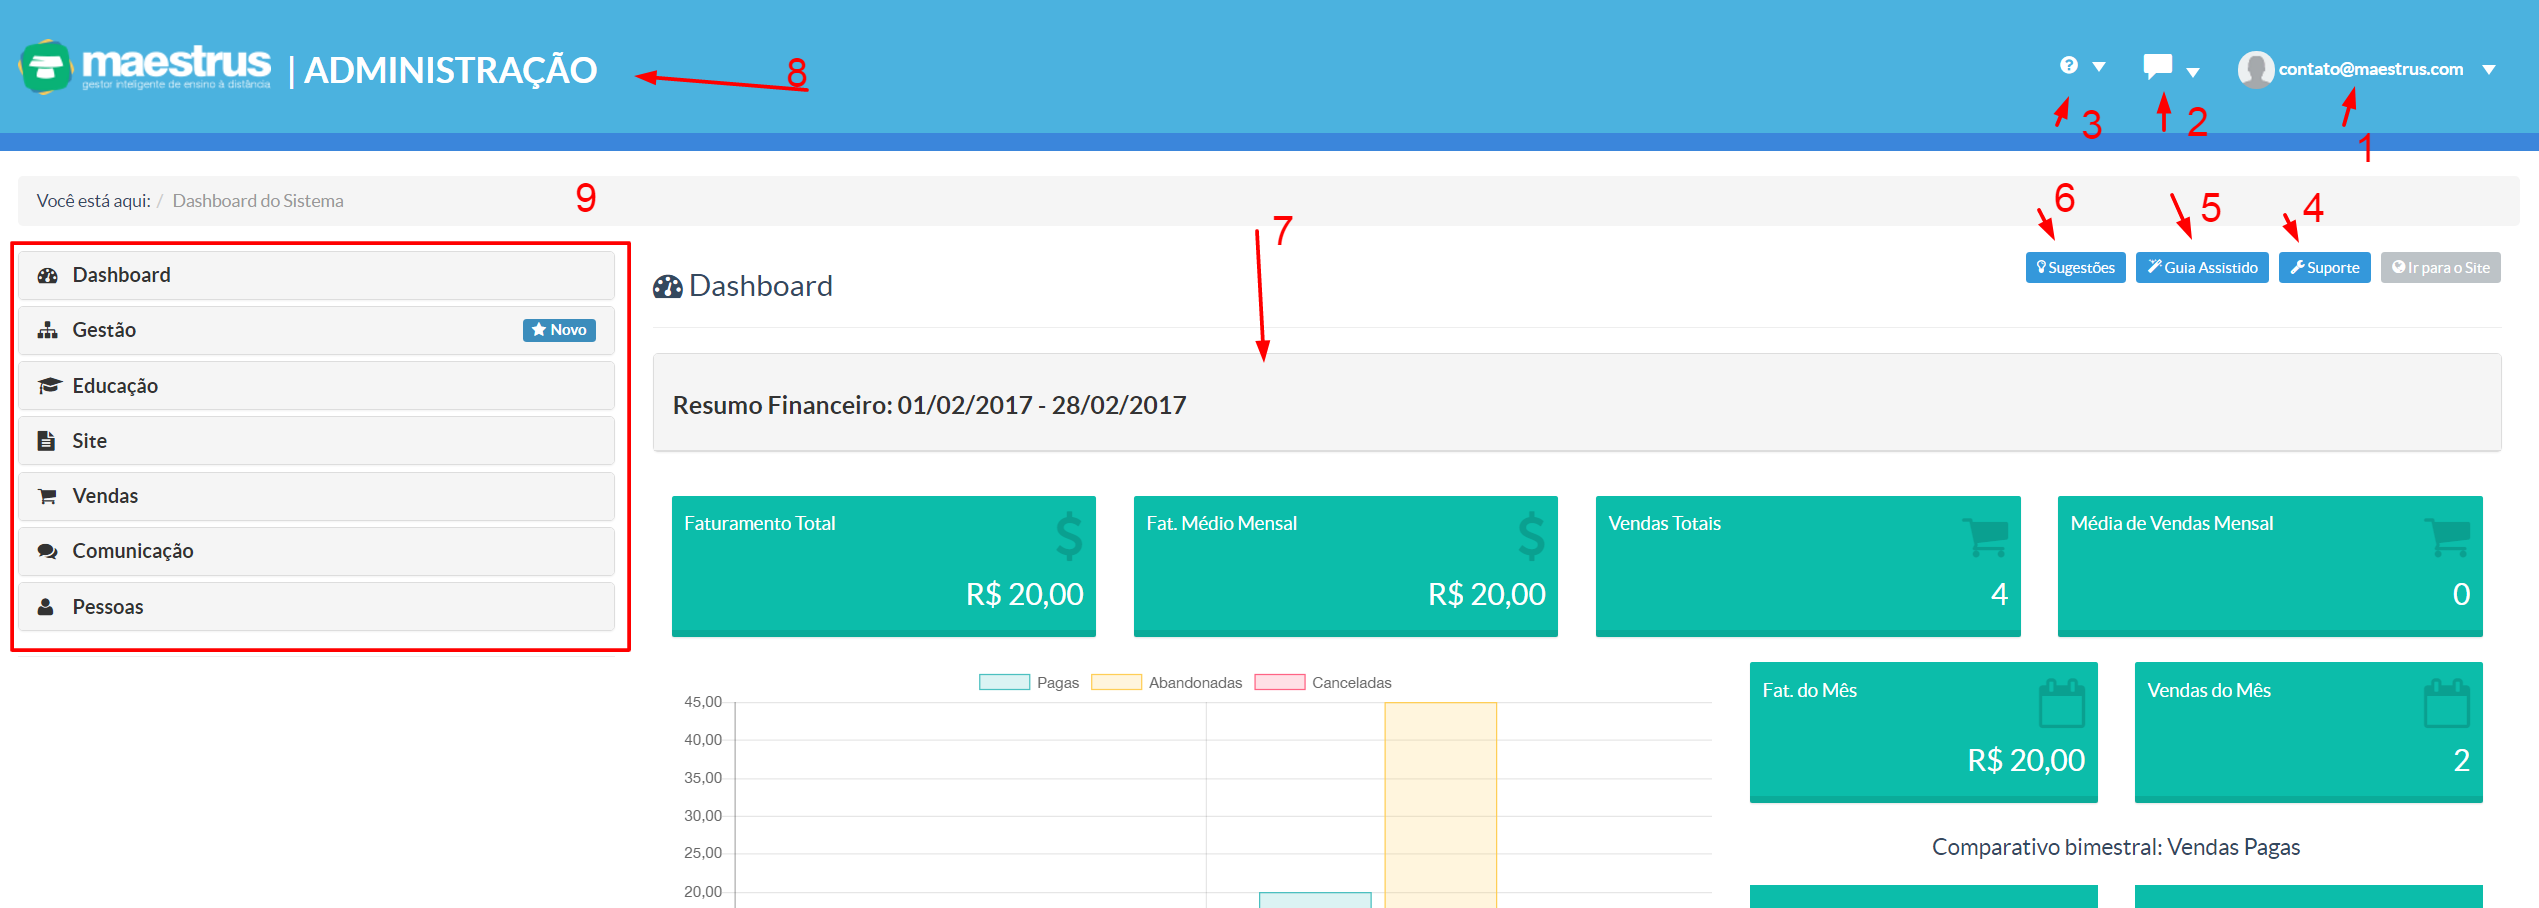 maestrus
gestor inteligente de ensino à distância
| ADMINISTRAÇÃO
8
?
contato@maestrus.com
3
2
1
Você está aqui: / Dashboard do Sistema
9
7
6
5
4
Dashboard
Gestão
Novo
Educação
Site
Vendas
Comunicação
Pessoas
Dashboard
Sugestões
Guia Assistido
Suporte
Ir para o Site
Resumo Financeiro: 01/02/2017 - 28/02/2017
Faturamento Total
$
R$ 20,00
Fat. Médio Mensal
$
R$ 20,00
Vendas Totais
4
Média de Vendas Mensal
0
Pagas
Abandonadas
Canceladas
45,00
40,00
35,00
30,00
25,00
20,00
Fat. do Mês
R$ 20,00
Vendas do Mês
2
Comparativo bimestral: Vendas Pagas